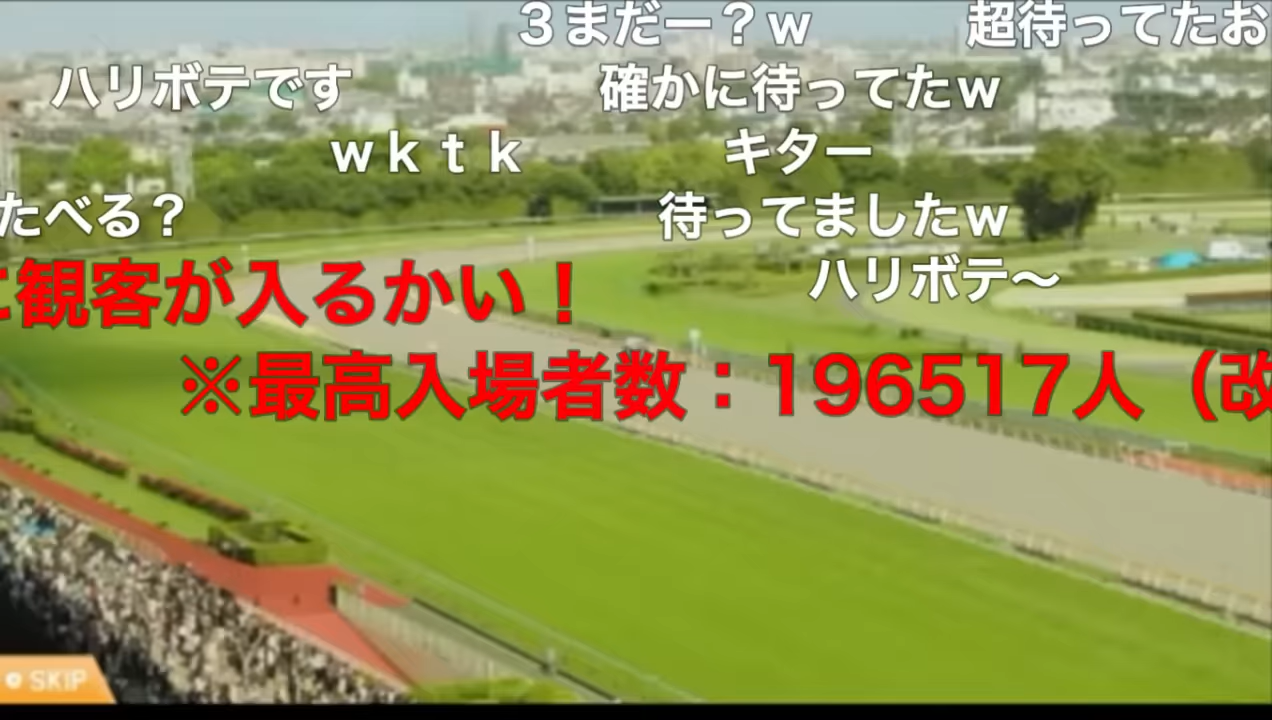 ３まだー？ｗ
超待ってたお
ハリボテです
確かに待ってたｗ
ｗｋｔｋ
キター
たべる？
待ってましたｗ
に観客が入るかい！
ハリボテ～
※最高入場者数：196517人（改
SKIP